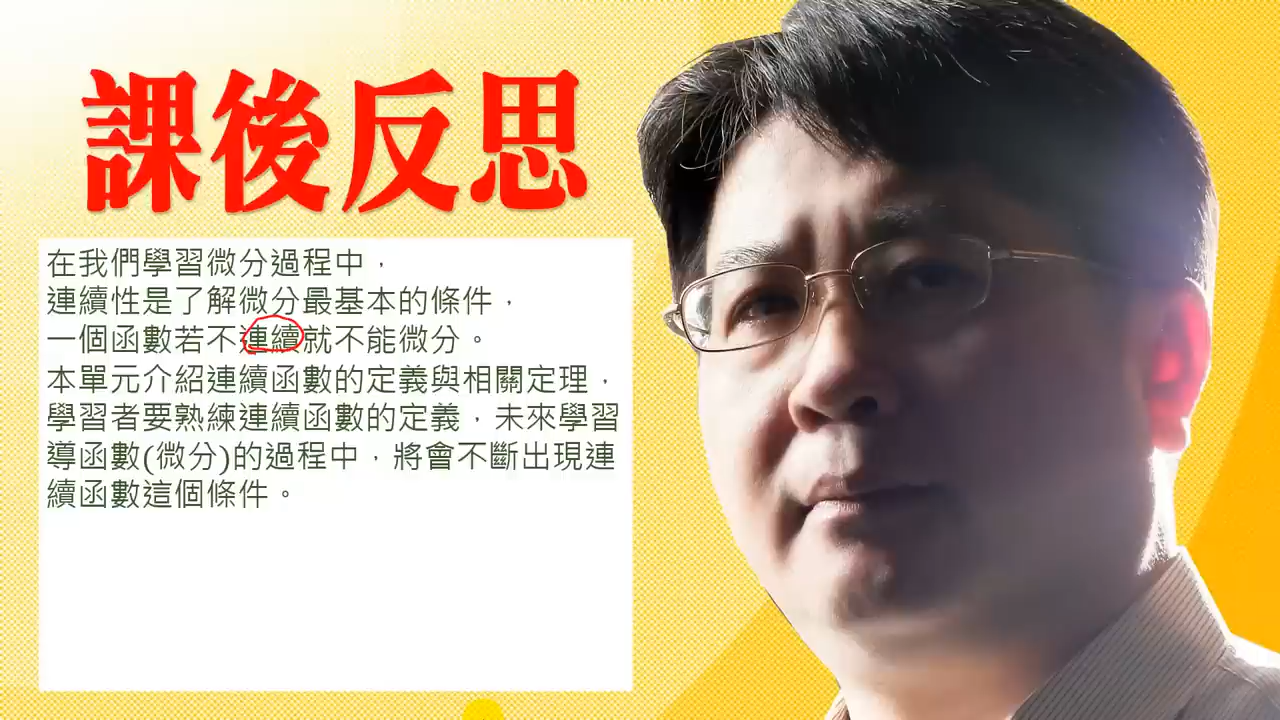 課後反思
在我們學習微分過程中，
連續性是了解微分最基本的條件，
一個函數若不連續就不能微分。
本單元介紹連續函數的定義與相關定理，
學習者要熟練連續函數的定義，未來學習
導函數(微分)的過程中，將會不斷出現連
續函數這個條件。